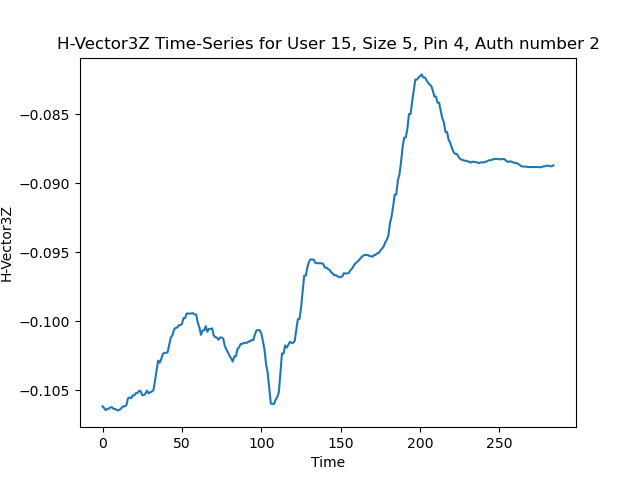 H-Vector3Z Time-Series for User 15, Size 5, Pin 4, Auth number 2
H-Vector3Z
−0.085
−0.090
−0.095
−0.100
−0.105
0 50 100 150 200 250
Time